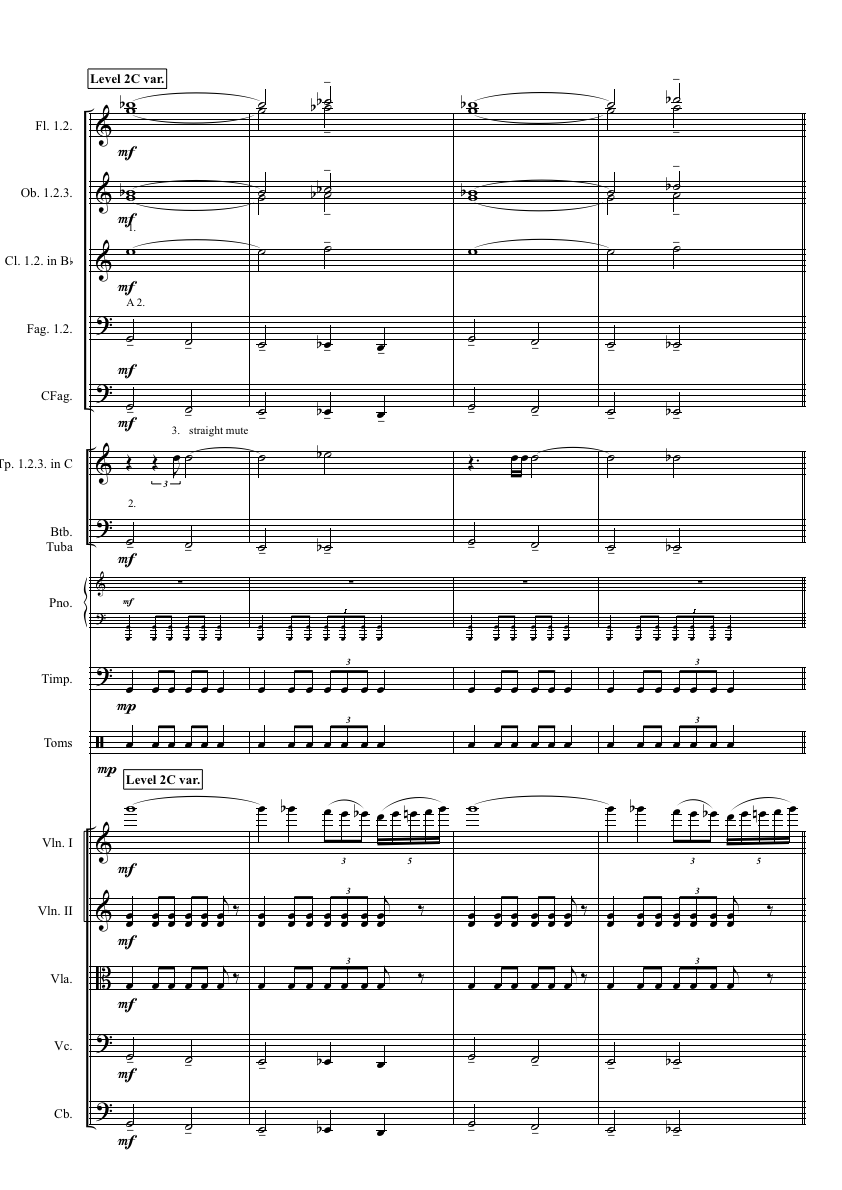 Level 2C var.
Fl. 1.2.
mf
Ob. 1.2.3.
mf
1.
Cl. 1.2. in B♭
mf
A 2.
Fag. 1.2.
mf
CFag.
mf
3. straight mute
Tp. 1.2.3. in C
3
2.
Btb.
Tuba
mf
Pno.
mf
3 3
Timp.
3 3
mp
Toms
3 3
mp
Level 2C var.
Vln. I
3 5 3 5
mf
Vln. II
3 3
mf
Vla.
3 3
mf
Vc.
mf
Cb.
mf